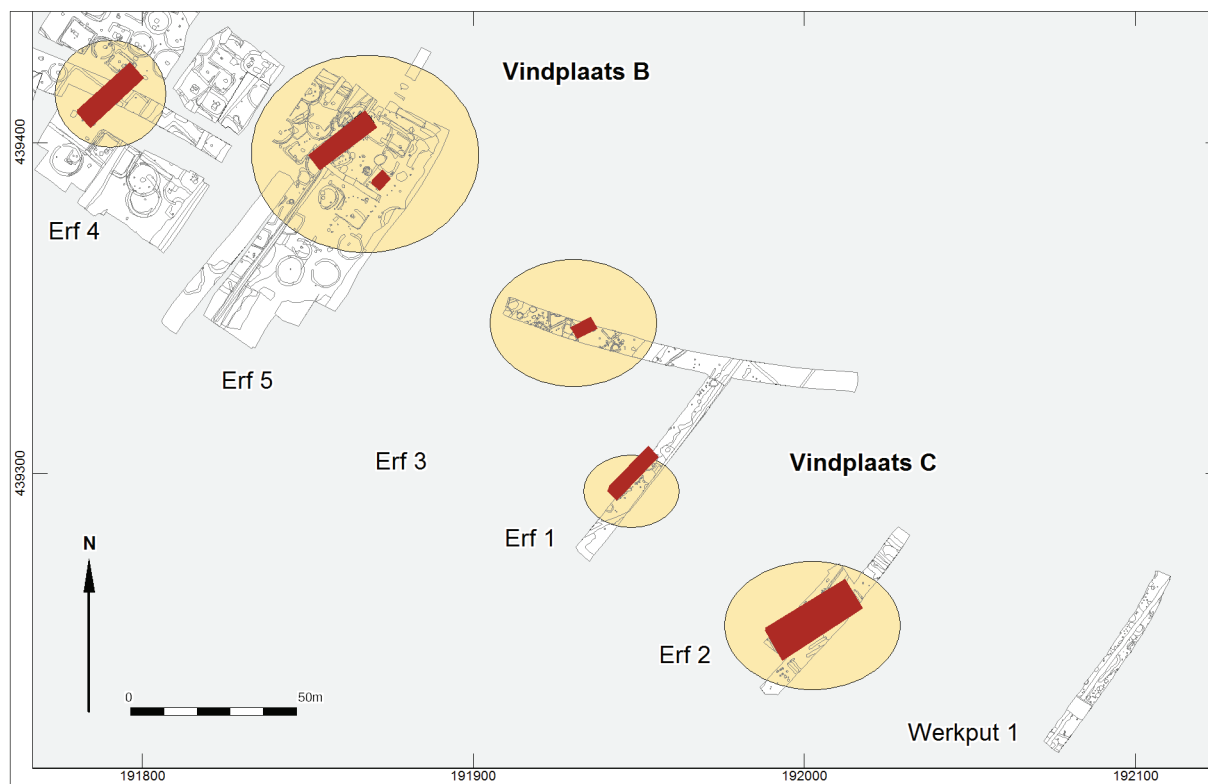 Vindplaats B
439400
Erf 4
Erf 5
Erf 3
439300
Vindplaats C
Erf 1
N
Erf 2
0 50m
Werkput 1
191800 191900 192000 192100